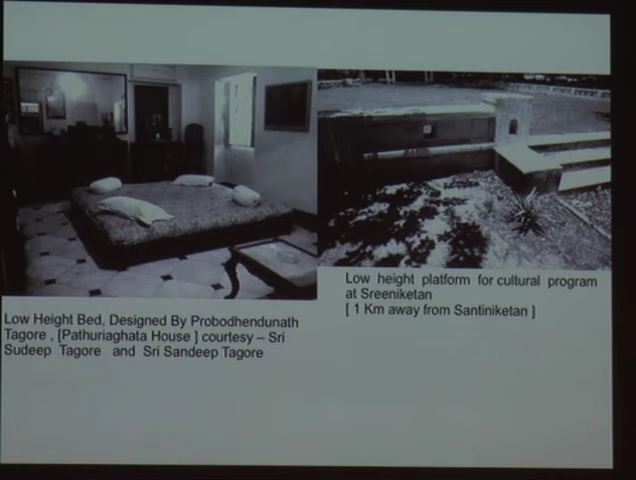 Low height platform for cultural program
at Sreeniketan
[ 1 Km away from Santiniketan ]
Low Height Bed, Designed By Probodhendunath
Tagore , [Pathuriaghata House ] courtesy – Sri
Sudeep Tagore and Sri Sandeep Tagore